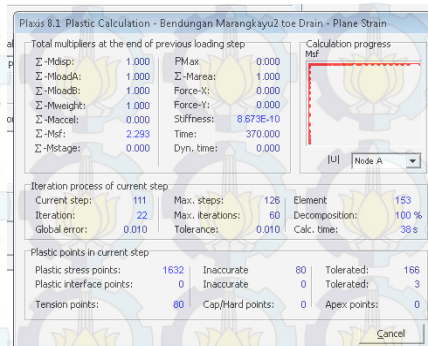 Plaxis 8.1 Plastic Calculation - Bendungan Marangkayu2 toe Drain - Plane Strain
Total multipliers at the end of previous loading step
Σ-Mdisp: 1.000 PMax 0.000
Σ-MloadA: 1.000 Σ-Marea: 1.000
Σ-MloadB: 1.000 Force-X: 0.000
Σ-Mweight: 1.000 Force-Y: 0.000
Σ-Maccel: 0.000 Stiffness: 8.673E-10
Σ-Msf: 2.293 Time: 370.000
Σ-Mstage: 0.000 Dyn. time: 0.000
Calculation progress
Msf
|U| Node A
Iteration process of current step
Current step: 111 Max. steps: 126 Element 153
Iteration: 22 Max. iterations: 60 Decomposition: 100 %
Global error: 0.010 Tolerance: 0.010 Calc. time: 38 s
Plastic points in current step
Plastic stress points: 1632 Inaccurate 80 Tolerated: 166
Plastic interface points: 0 Inaccurate 0 Tolerated: 3
Tension points: 80 Cap/Hard points: 0 Apex points: 0
Cancel